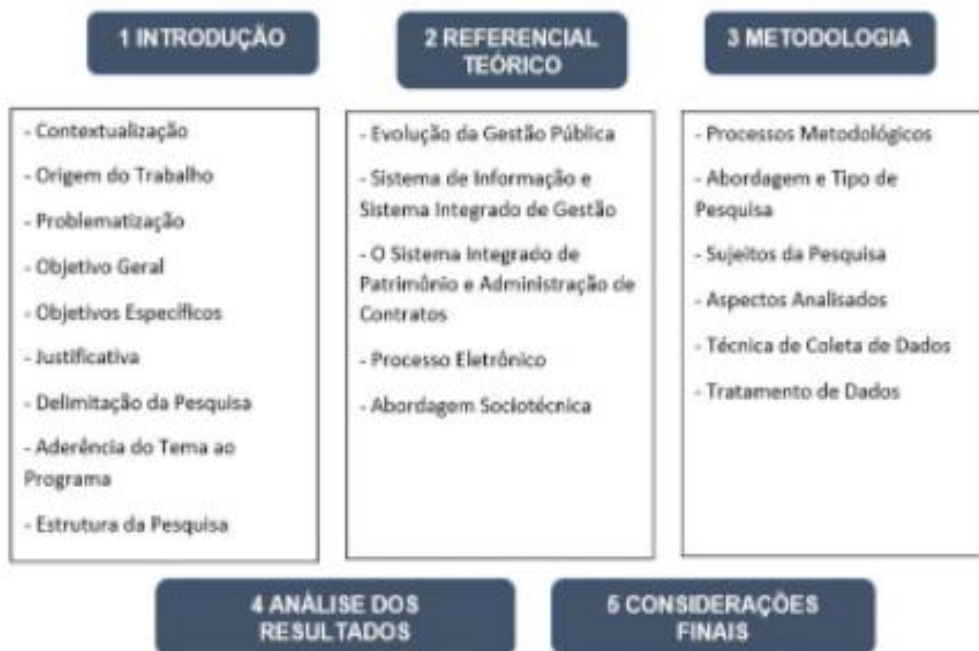 1 INTRODUÇÃO
- Contextualização
- Origem do Trabalho
- Problematização
- Objetivo Geral
- Objetivos Específicos
- Justificativa
- Delimitação da Pesquisa
- Aderência do Tema ao
Programa
- Estrutura da Pesquisa
2 REFERENCIAL
TEÓRICO
- Evolução da Gestão Pública
- Sistema de Informação e
Sistema Integrado de Gestão
- O Sistema Integrado de
Patrimônio e Administração de
Contratos
- Processo Eletrônico
- Abordagem Sociotécnica
3 METODOLOGIA
- Processos Metodológicos
- Abordagem e Tipo de
Pesquisa
- Sujeitos da Pesquisa
- Aspectos Analisados
- Técnica de Coleta de Dados
- Tratamento de Dados
4 ANÁLISE DOS
RESULTADOS
5 CONSIDERAÇÕES
FINAIS